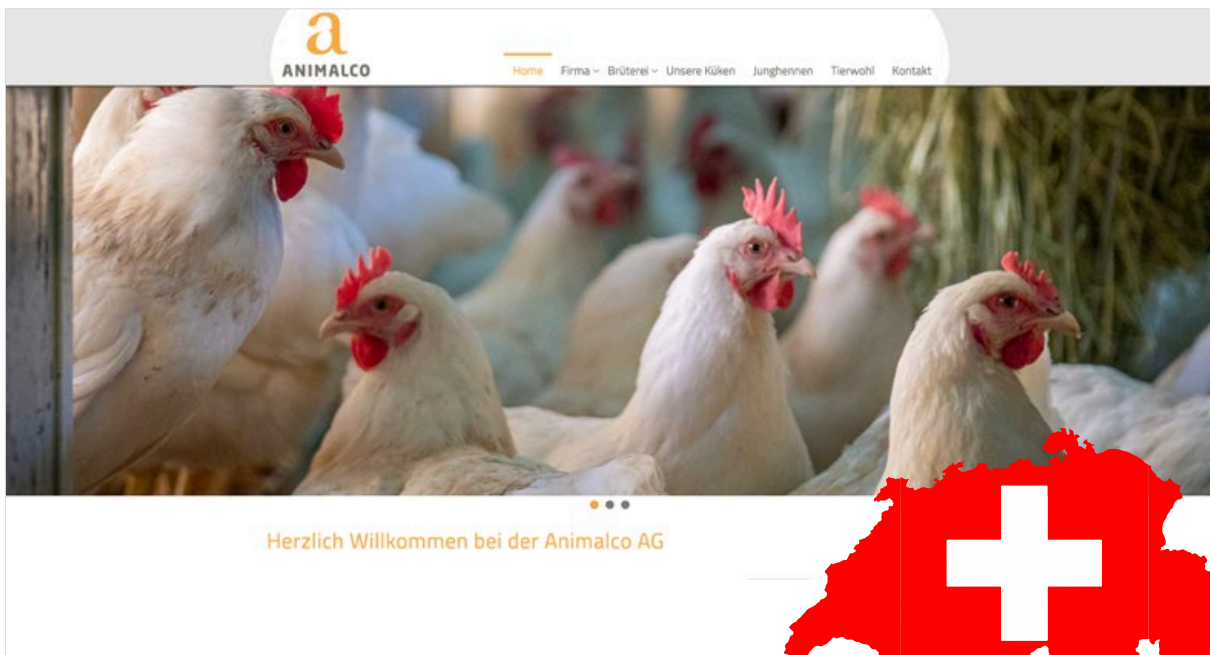 a
ANIMALCO
Home Firma Brüterei Unsere Küken Junghennen Tierwohl Kontakt
Herzlich Willkommen bei der Animalco AG